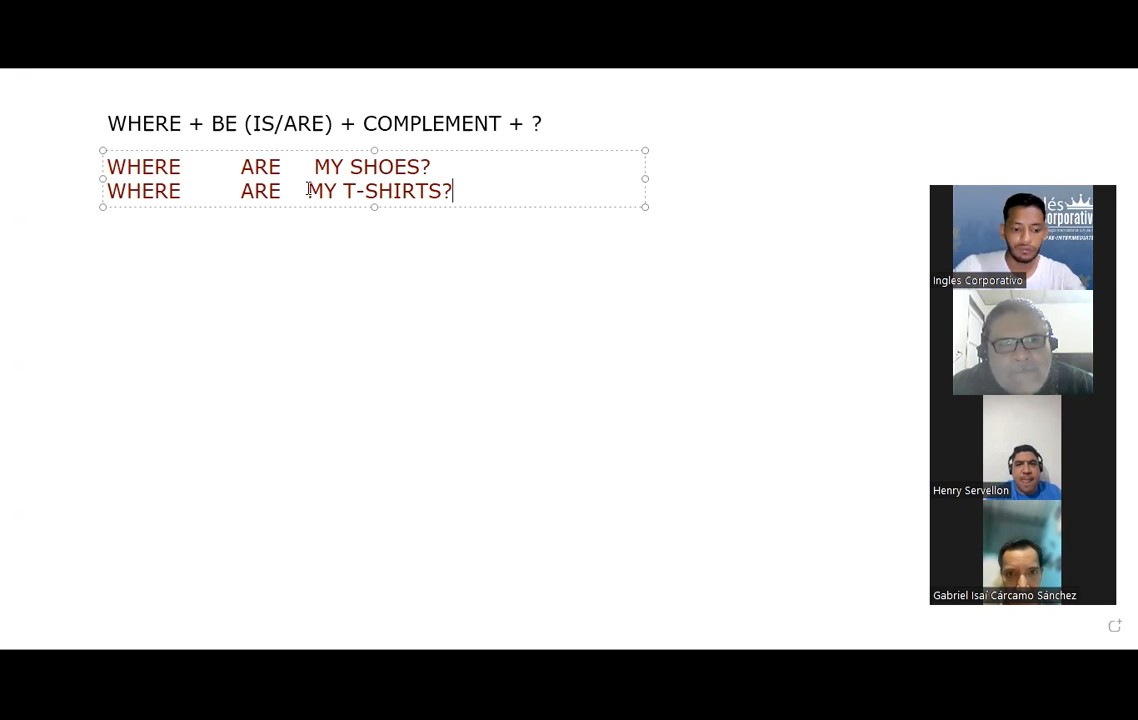 WHERE + BE (IS/ARE) + COMPLEMENT + ?
WHERE ARE MY SHOES?
WHERE ARE MY T-SHIRTS?
Ingles Corporativo
Henry Servellon
Gabriel Isaí Cárcamo Sánchez